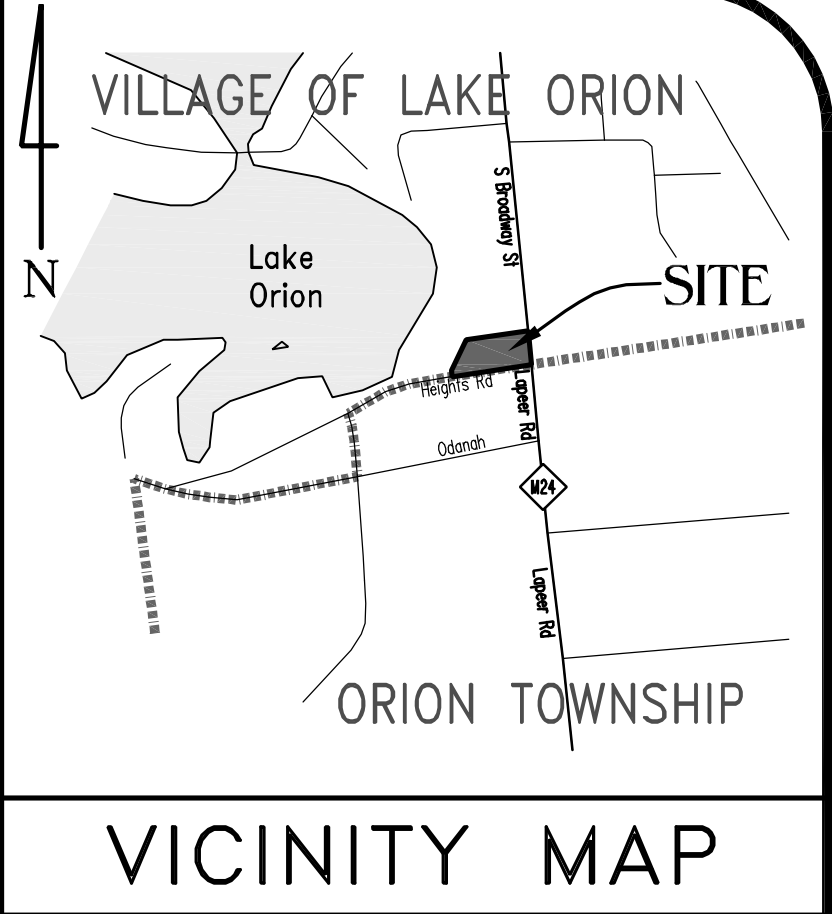 VILLAGE OF LAKE ORION
S Broadway St
Lake
Orion
N
SITE
Heights Rd
Lapeer Rd
Odanah
M24
Lapeer Rd
ORION TOWNSHIP
VICINITY MAP